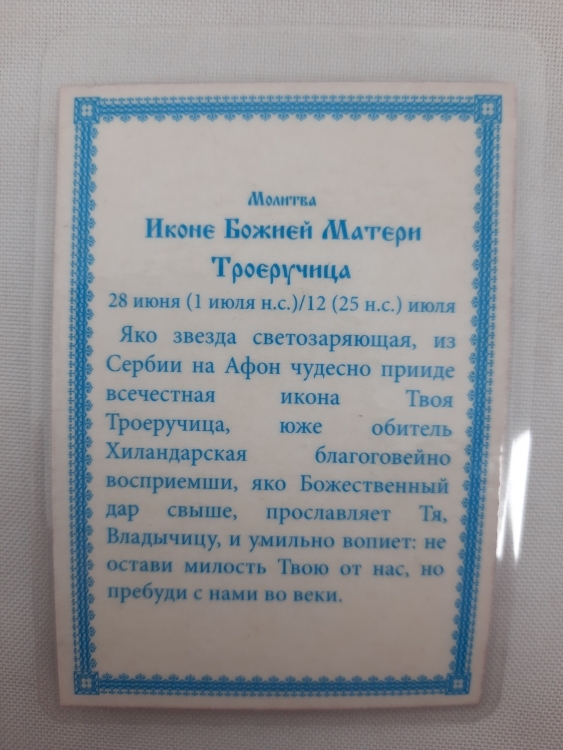 Молитва
Иконе Божией Матери
Троеручица
28 июня (1 июля н.с.)/12 (25 н.с.) июля
Яко звезда светозаряющая, из
Сербии на Афон чудесно прииде
всечестная икона Твоя
Троеручица, юже обитель
Хиландарская благоговейно
восприемши, яко Божественный
дар свыше, прославляет Тя,
Владычицу, и умильно вопиет: не
остави милость Твою от нас, но
пребуди с нами во веки.